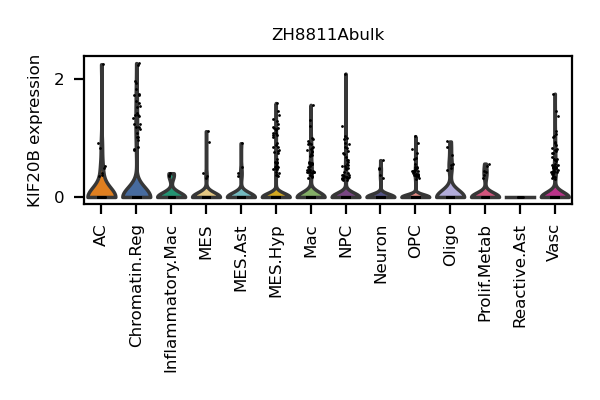 ZH8811Abulk
KIF20B expression
2
0
AC
Chromatin.Reg
Inflammatory.Mac
MES
MES.Ast
MES.Hyp
Mac
NPC
Neuron
OPC
Oligo
Prolif.Metab
Reactive.Ast
Vasc